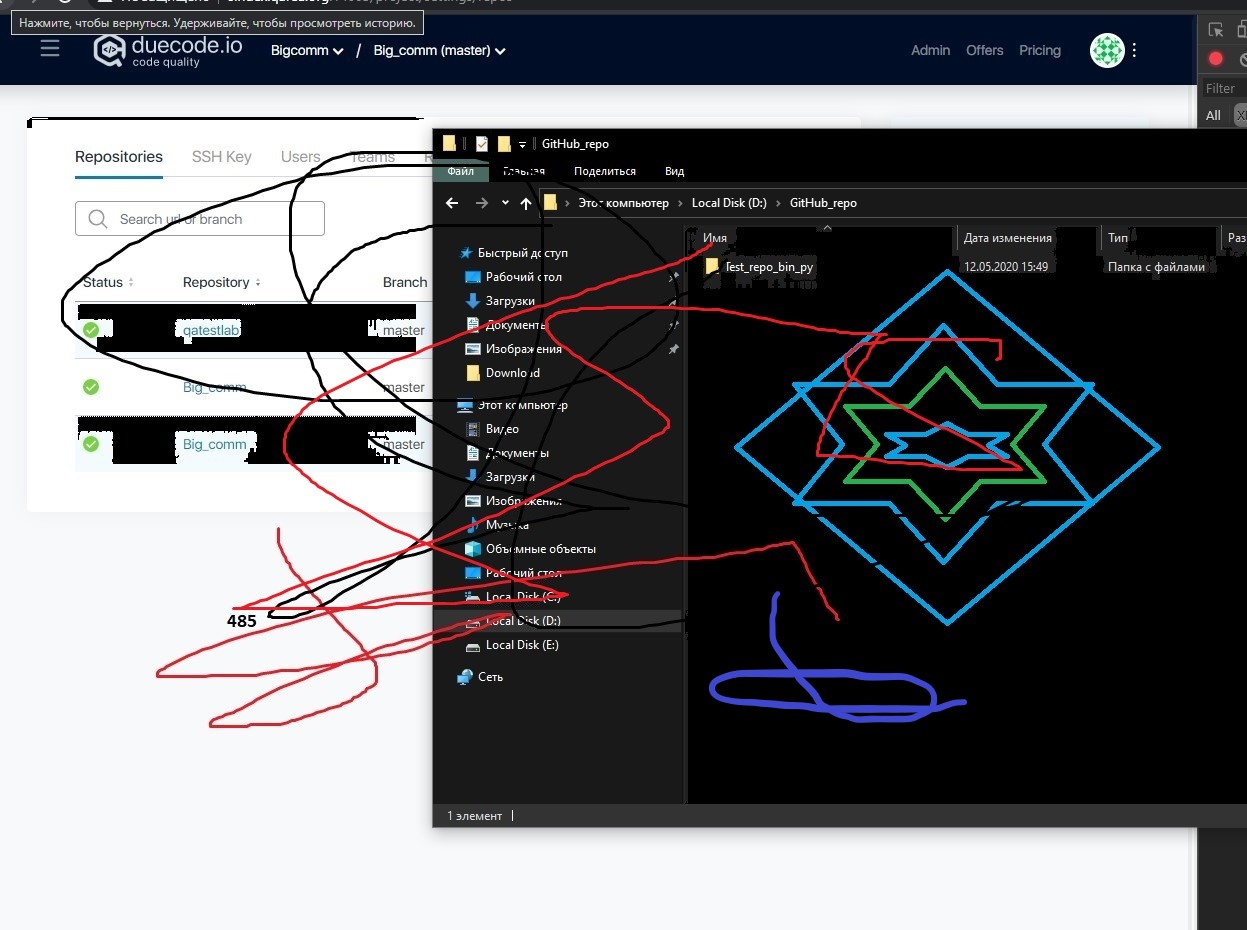 Нажмите, чтобы вернуться. Удерживайте, чтобы просмотреть историю.
duecode.io
code quality
Bigcomm / Big_comm (master)
Admin Offers Pricing
Filter
All
Repositories SSH Key Users Teams
Search url or branch
Status Repository Branch
qatestlab master
Big_comm master
Big_comm master
485
GitHub_repo
Файл Главная Поделиться Вид
Этот компьютер Local Disk (D:) GitHub_repo
Имя Дата изменения Тип Раз
Test_repo_bin_py 12.05.2020 15:49 Папка с файлами
Быстрый доступ
Рабочий стол
Загрузки
Документы
Изображения
Download
Этот компьютер
Видео
Документы
Загрузки
Изображения
Музыка
Объемные объекты
Рабочий стол
Local Disk (C:)
Local Disk (D:)
Local Disk (E:)
Сеть
1 элемент